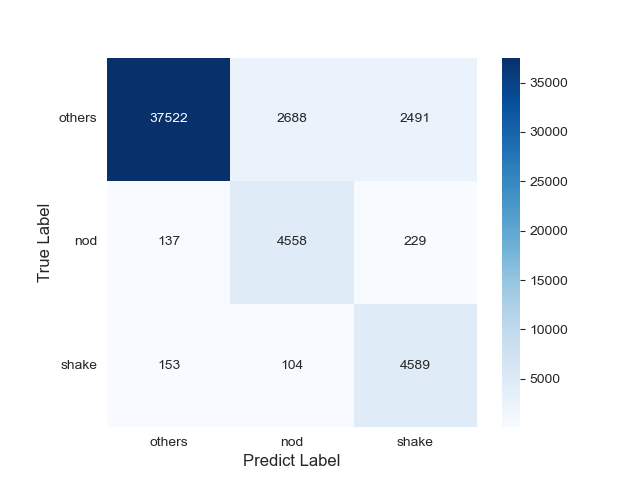 others 37522 2688 2491
nod 137 4558 229
shake 153 104 4589
others nod shake
Predict Label
True Label
35000
30000
25000
20000
15000
10000
5000